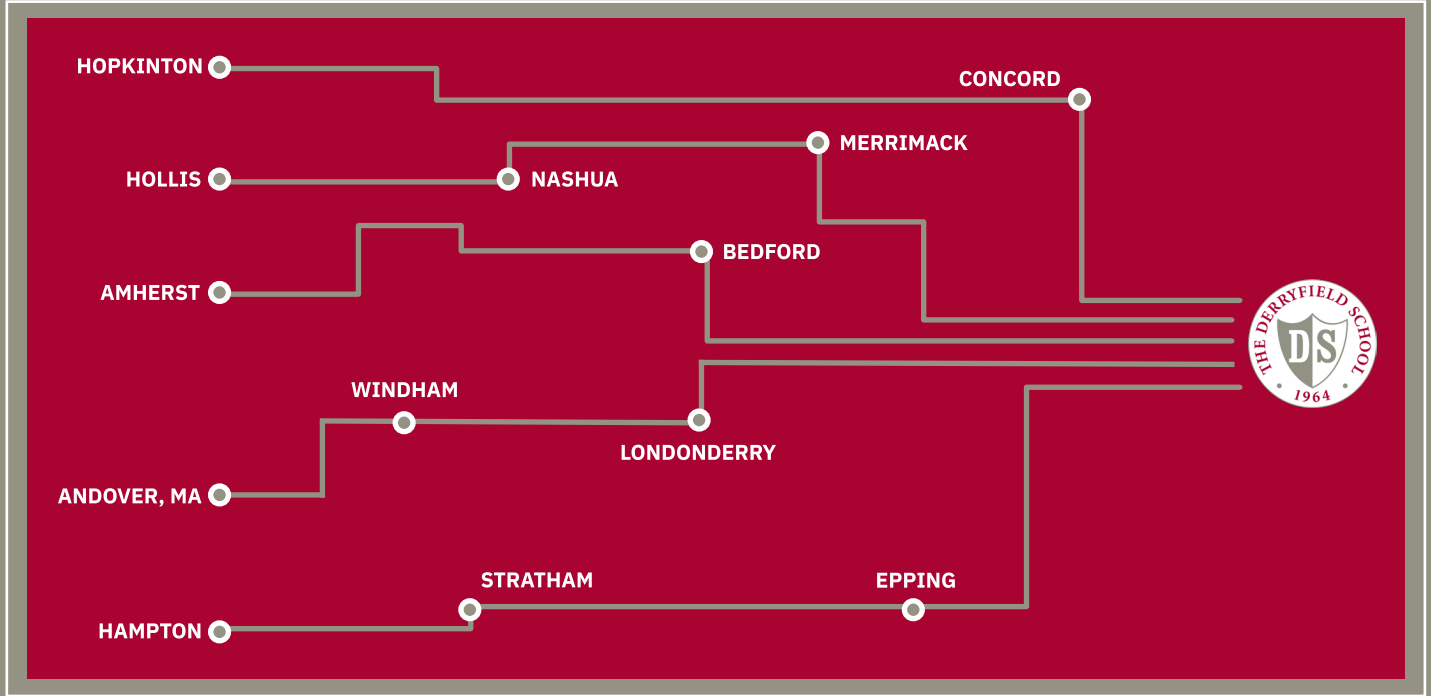 HOPKINTON
CONCORD
MERRIMACK
HOLLIS
NASHUA
BEDFORD
AMHERST
THE DERRYFIELD SCHOOL
DS
1964
WINDHAM
LONDONDERRY
ANDOVER, MA
STRATHAM
EPPING
HAMPTON